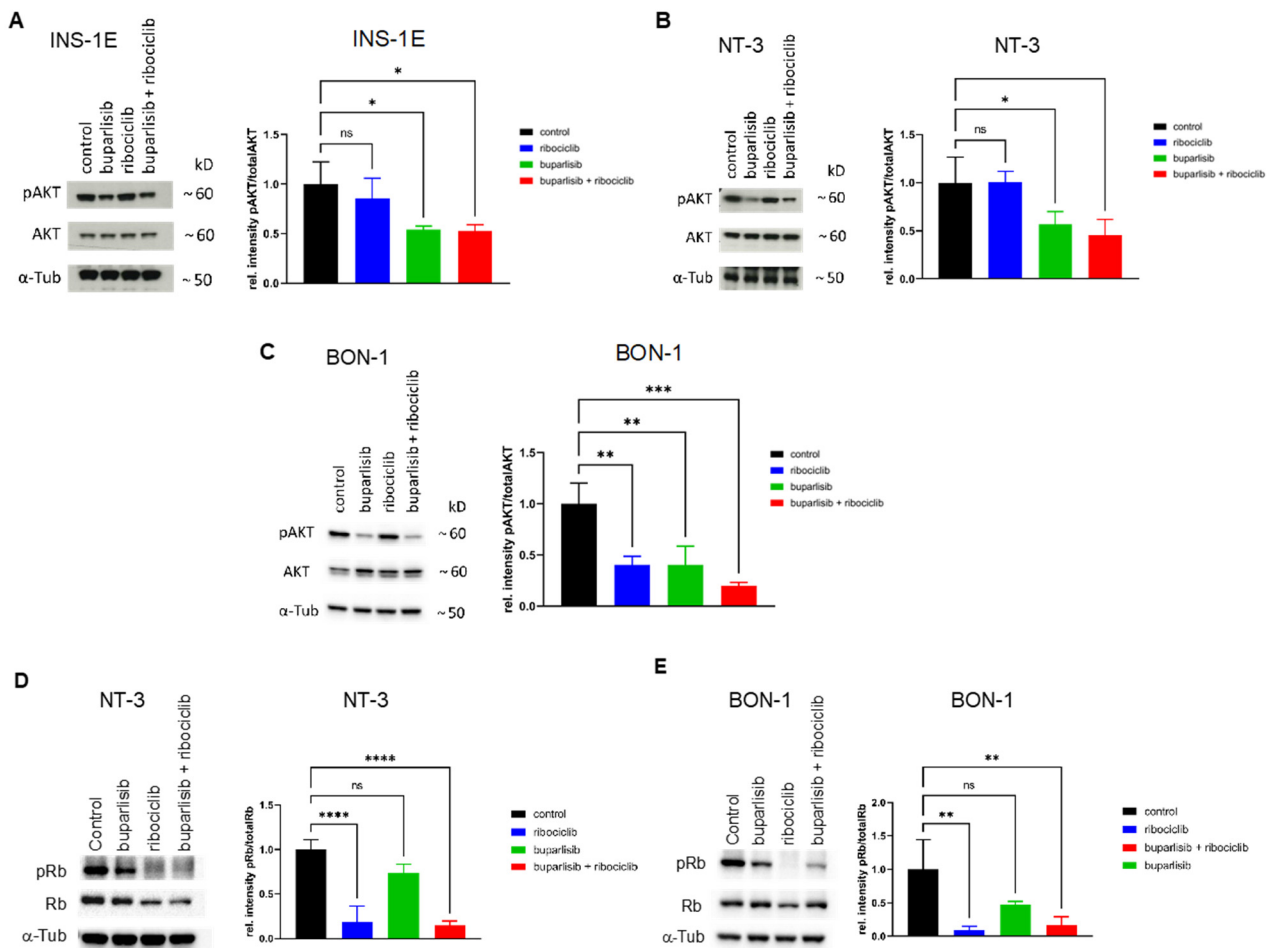 A
INS-1E
control
buparlisib
ribociclib
buparlisib + ribociclib
kD
pAKT
~60
AKT
~60
α-Tub
~50
INS-1E
*
*
ns
rel. intensity pAKT/totalAKT
1.5
1.0
0.5
0.0
control
ribociclib
buparlisib
buparlisib + ribociclib
B
NT-3
control
buparlisib
ribociclib
buparlisib + ribociclib
kD
pAKT
~60
AKT
~60
α-Tub
~50
NT-3
*
ns
rel. intensity pAKT/totalAKT
1.5
1.0
0.5
0.0
control
ribociclib
buparlisib
buparlisib + ribociclib
C
BON-1
control
buparlisib
ribociclib
buparlisib + ribociclib
kD
pAKT
~60
AKT
~60
α-Tub
~50
BON-1
***
**
**
rel. intensity pAKT/totalAKT
1.5
1.0
0.5
0.0
control
ribociclib
buparlisib
buparlisib + ribociclib
D
NT-3
Control
buparlisib
ribociclib
buparlisib + ribociclib
pRb
Rb
α-Tub
NT-3
****
ns
****
rel. intensity pRb/totalRb
1.5
1.0
0.5
0.0
control
ribociclib
buparlisib
buparlisib + ribociclib
E
BON-1
Control
buparlisib
ribociclib
buparlisib + ribociclib
pRb
Rb
α-Tub
BON-1
**
ns
**
rel. intensity pRb/totalRb
2.0
1.5
1.0
0.5
0.0
control
ribociclib
buparlisib + ribociclib
buparlisib